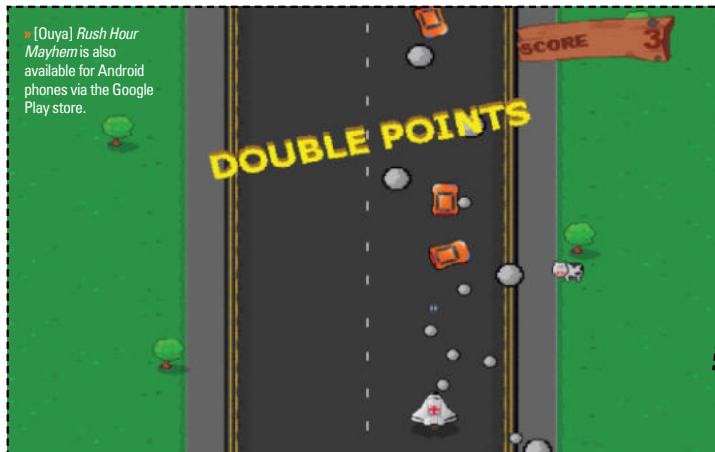 » [Ouya] Rush Hour
Mayhem is also
available for Android
phones via the Google
Play store.
SCORE 3
DOUBLE POINTS